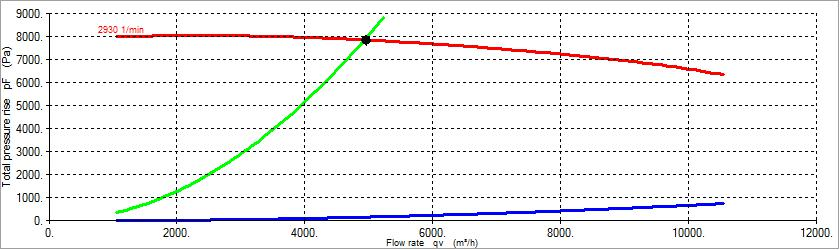 9000
2930 1/min
8000.
7000.
6000.
5000.
4000.
3000.
2000.
1000.
0.
Total pressure rise pF (Pa)
0. 2000 4000 6000 8000 10000 12000
Flow rate qv (m³/h)